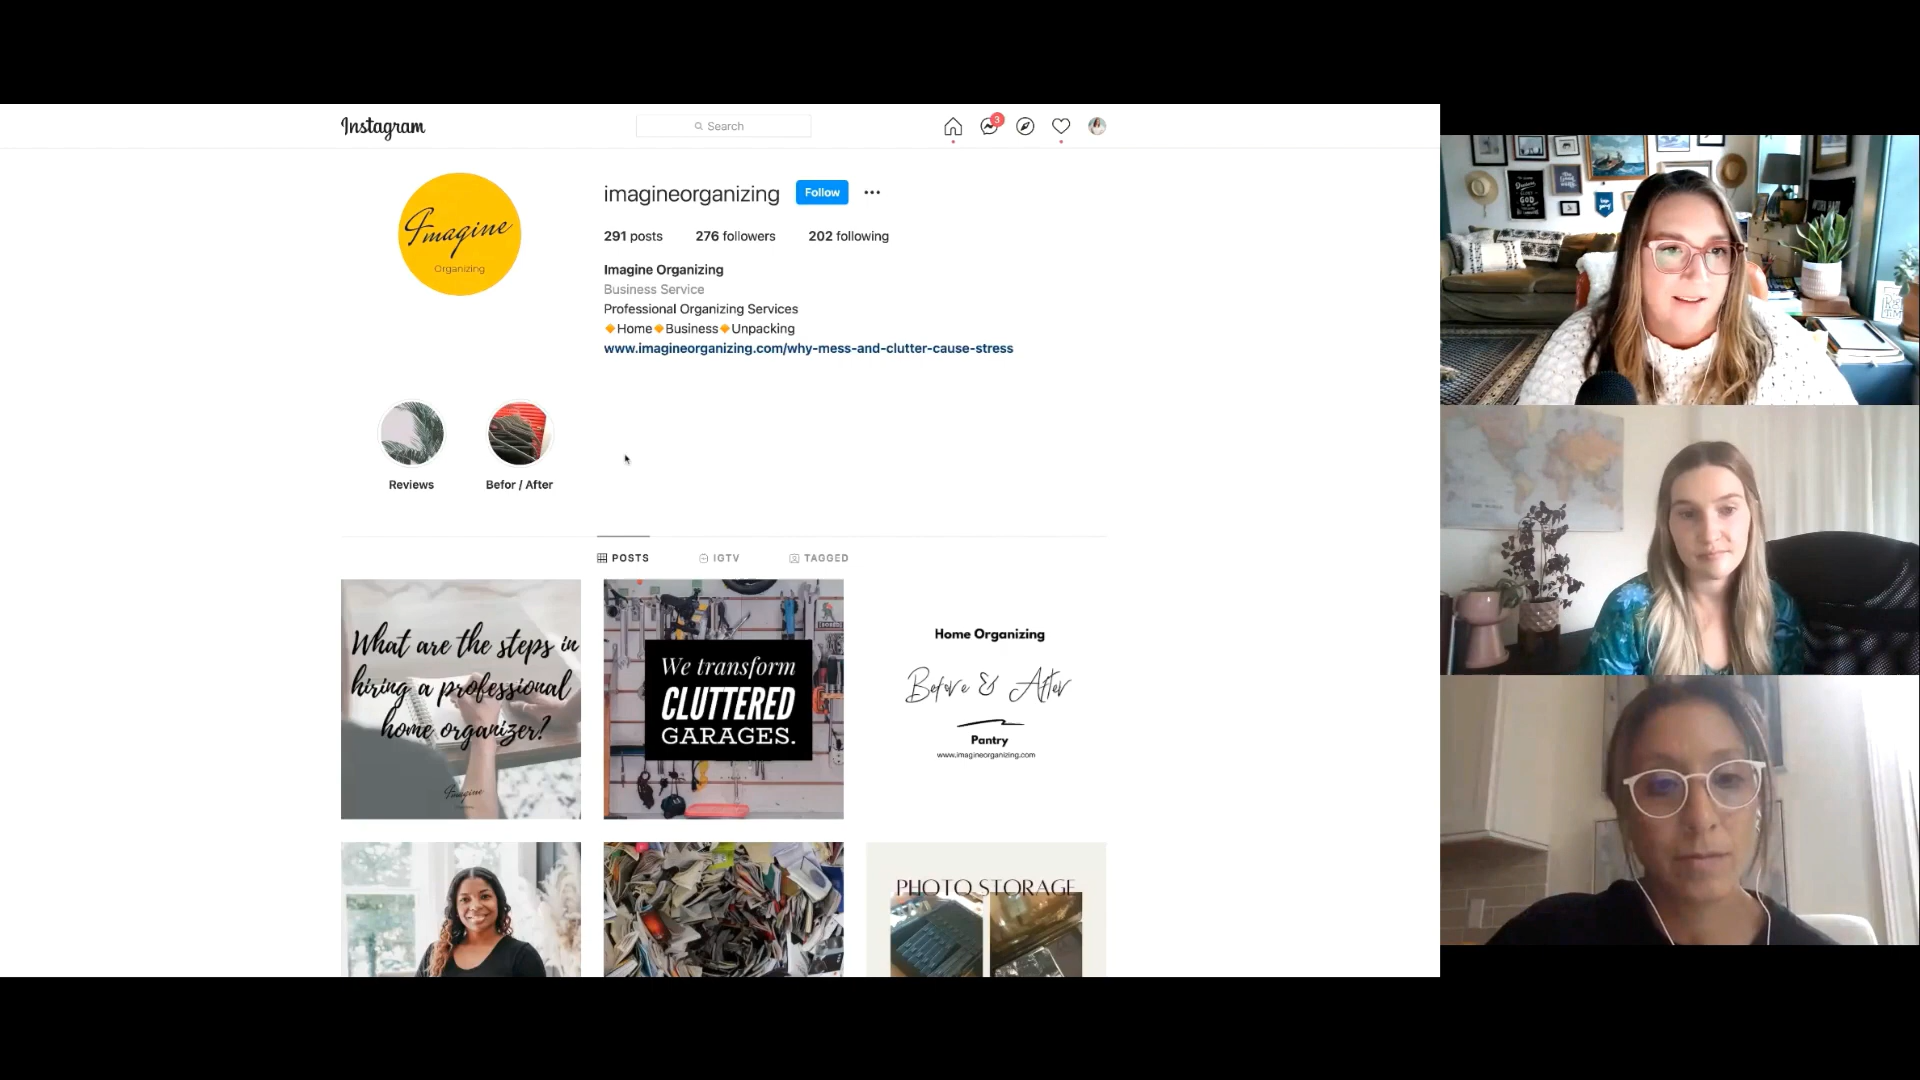 Instagram
Search
3
Imagine
Organizing
imagineorganizing
Follow
291 posts 276 followers 202 following
Imagine Organizing
Business Service
Professional Organizing Services
🔸Home🔸Business🔸Unpacking
www.imagineorganizing.com/why-mess-and-clutter-cause-stress
Reviews
Befor / After
POSTS
IGTV
TAGGED
What are the steps in
hiring a professional
home organizer?
Imagine
We transform
CLUTTERED
GARAGES.
Home Organizing
Before & After
Pantry
www.imagineorganizing.com
PHOTO STORAGE
GOD